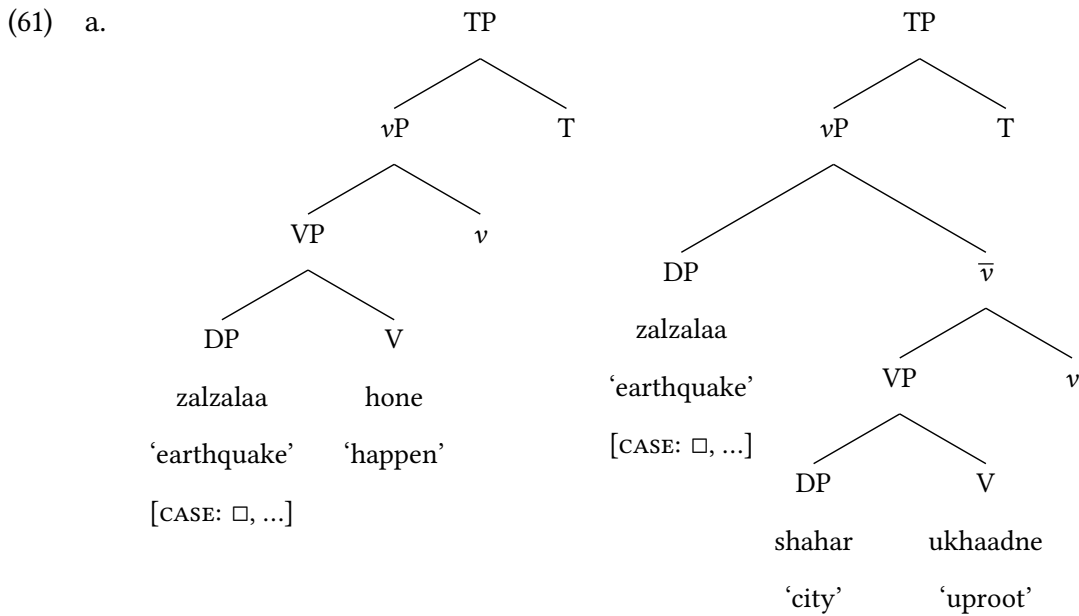 (61) a. TP TP
vP T vP T
VP v DP v̅
DP V zalzalaa VP v
zalzalaa hone ‘earthquake’
‘earthquake’ ‘happen’ [CASE: □, ...] DP V
[CASE: □, ...] shahar ukhaadne
‘city’ ‘uproot’